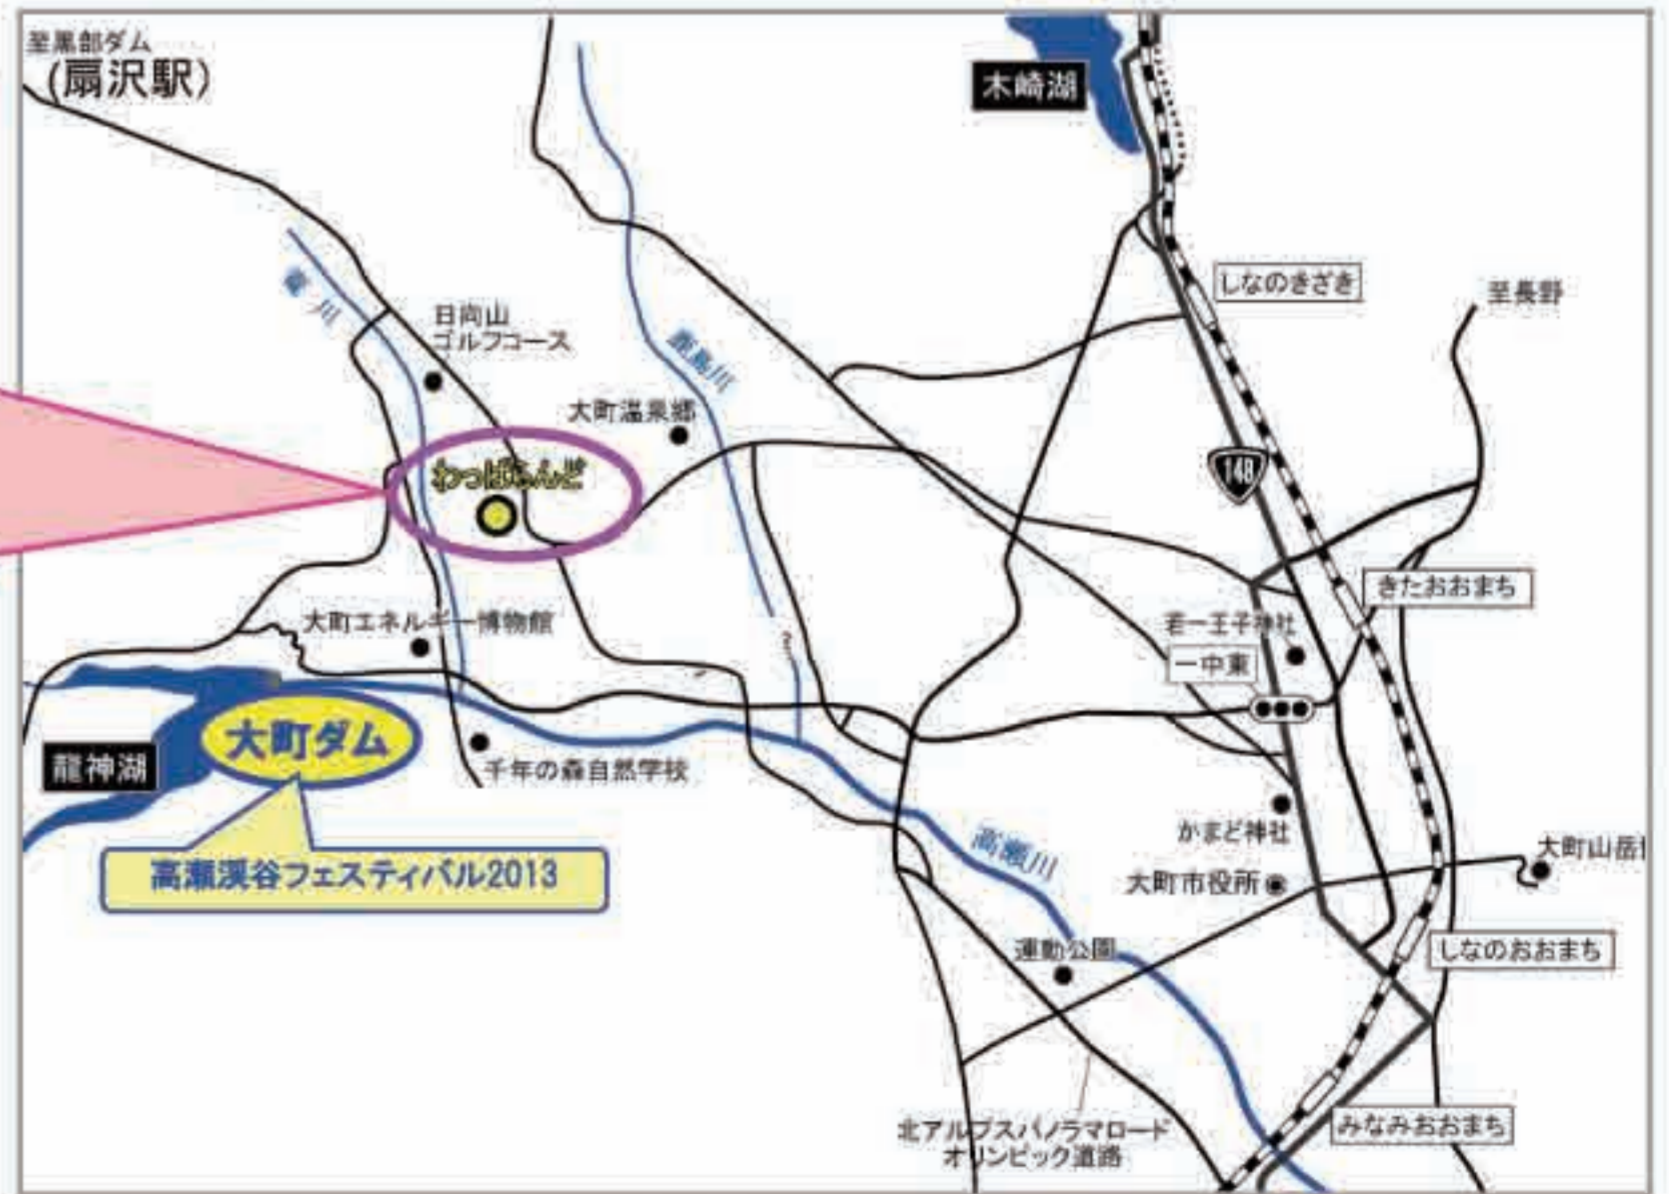 至黒部ダム
(扇沢駅)
木崎湖
しなのきざき
至長野
日向山
ゴルフコース
鹿島川
大町温泉郷
148
わっぱらんど
きたおおまち
大町エネルギー博物館
若一王子神社
一中東
大町ダム
龍神湖
千年の森自然学校
高瀬渓谷フェスティバル2013
かまど神社
高瀬川
大町山岳
大町市役所
運動公園
しなのおおまち
北アルプスパノラマロード
オリンピック道路
みなみおおまち